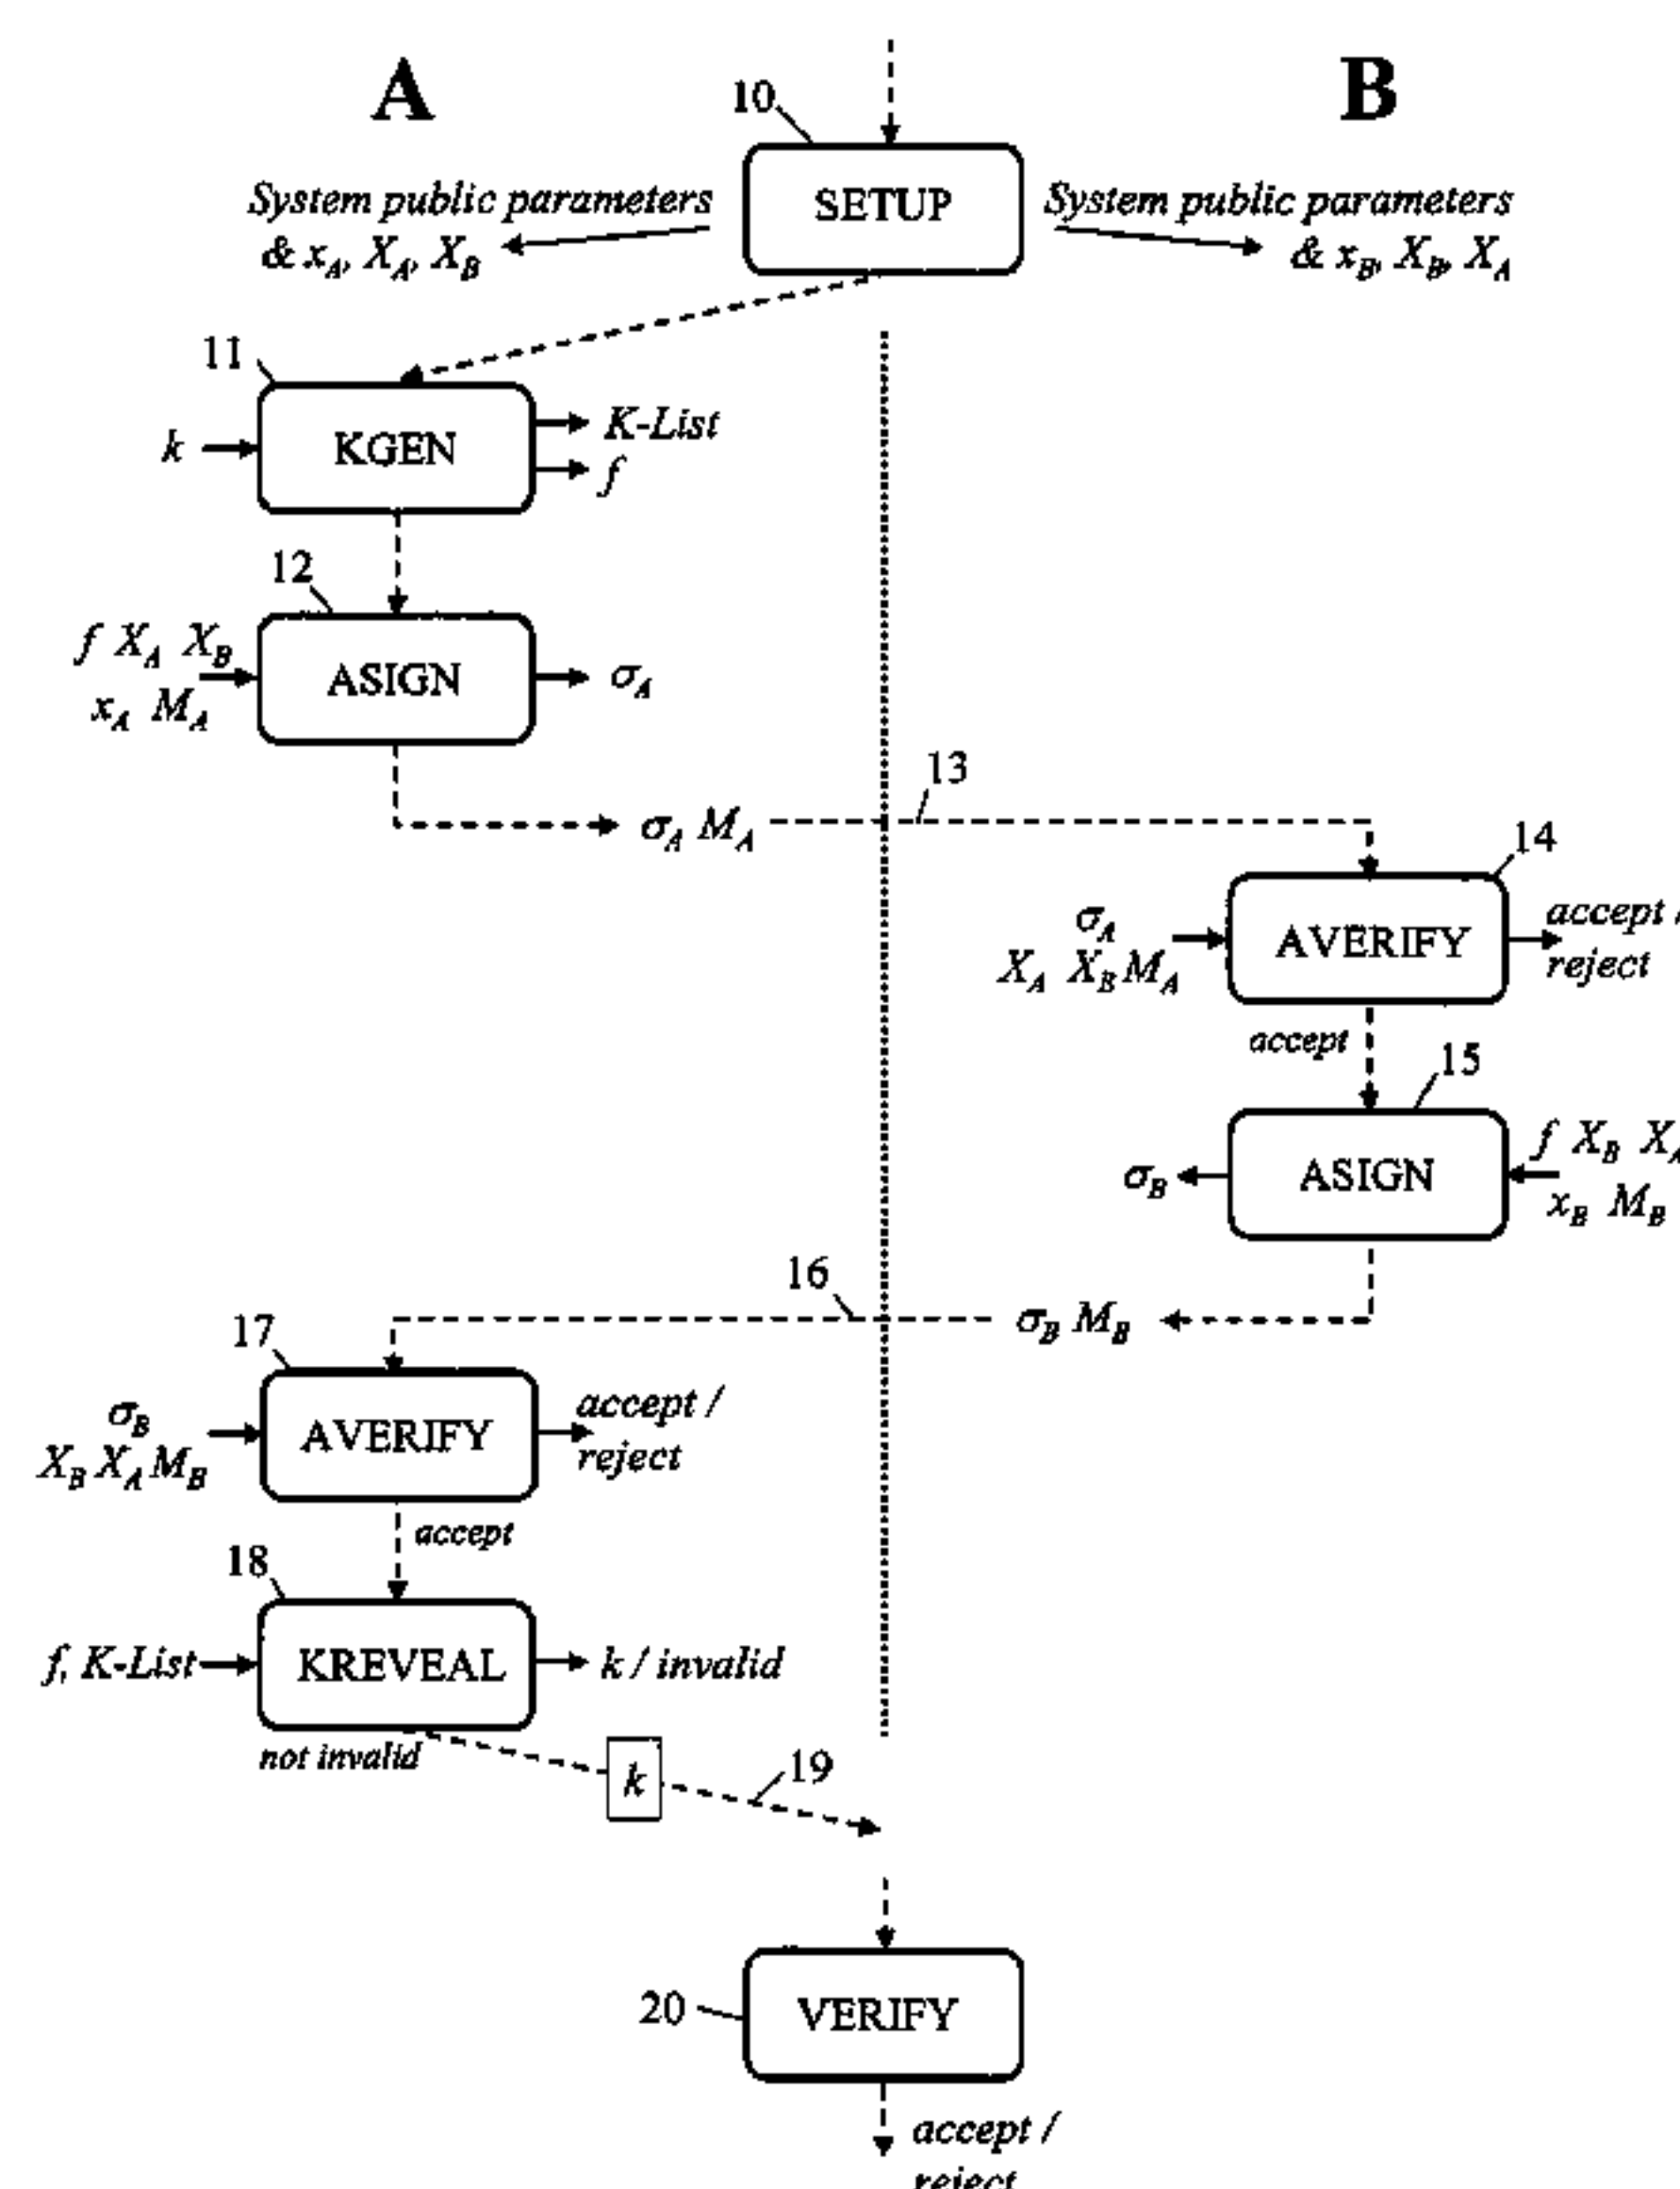 A
B
10
SETUP
System public parameters
& x_A, X_A, X_B
System public parameters
& x_B, X_B, X_A
11
k
KGEN
K-List
f
12
f X_A X_B
x_A M_A
ASIGN
σ_A
13
σ_A M_A
14
σ_A
X_A X_B M_A
AVERIFY
accept /
reject
accept
15
σ_B
ASIGN
f X_B X_A
x_B M_B
16
σ_B M_B
17
σ_B
X_B X_A M_B
AVERIFY
accept /
reject
accept
18
f, K-List
KREVEAL
k / invalid
not invalid
k
19
20
VERIFY
accept /
reject